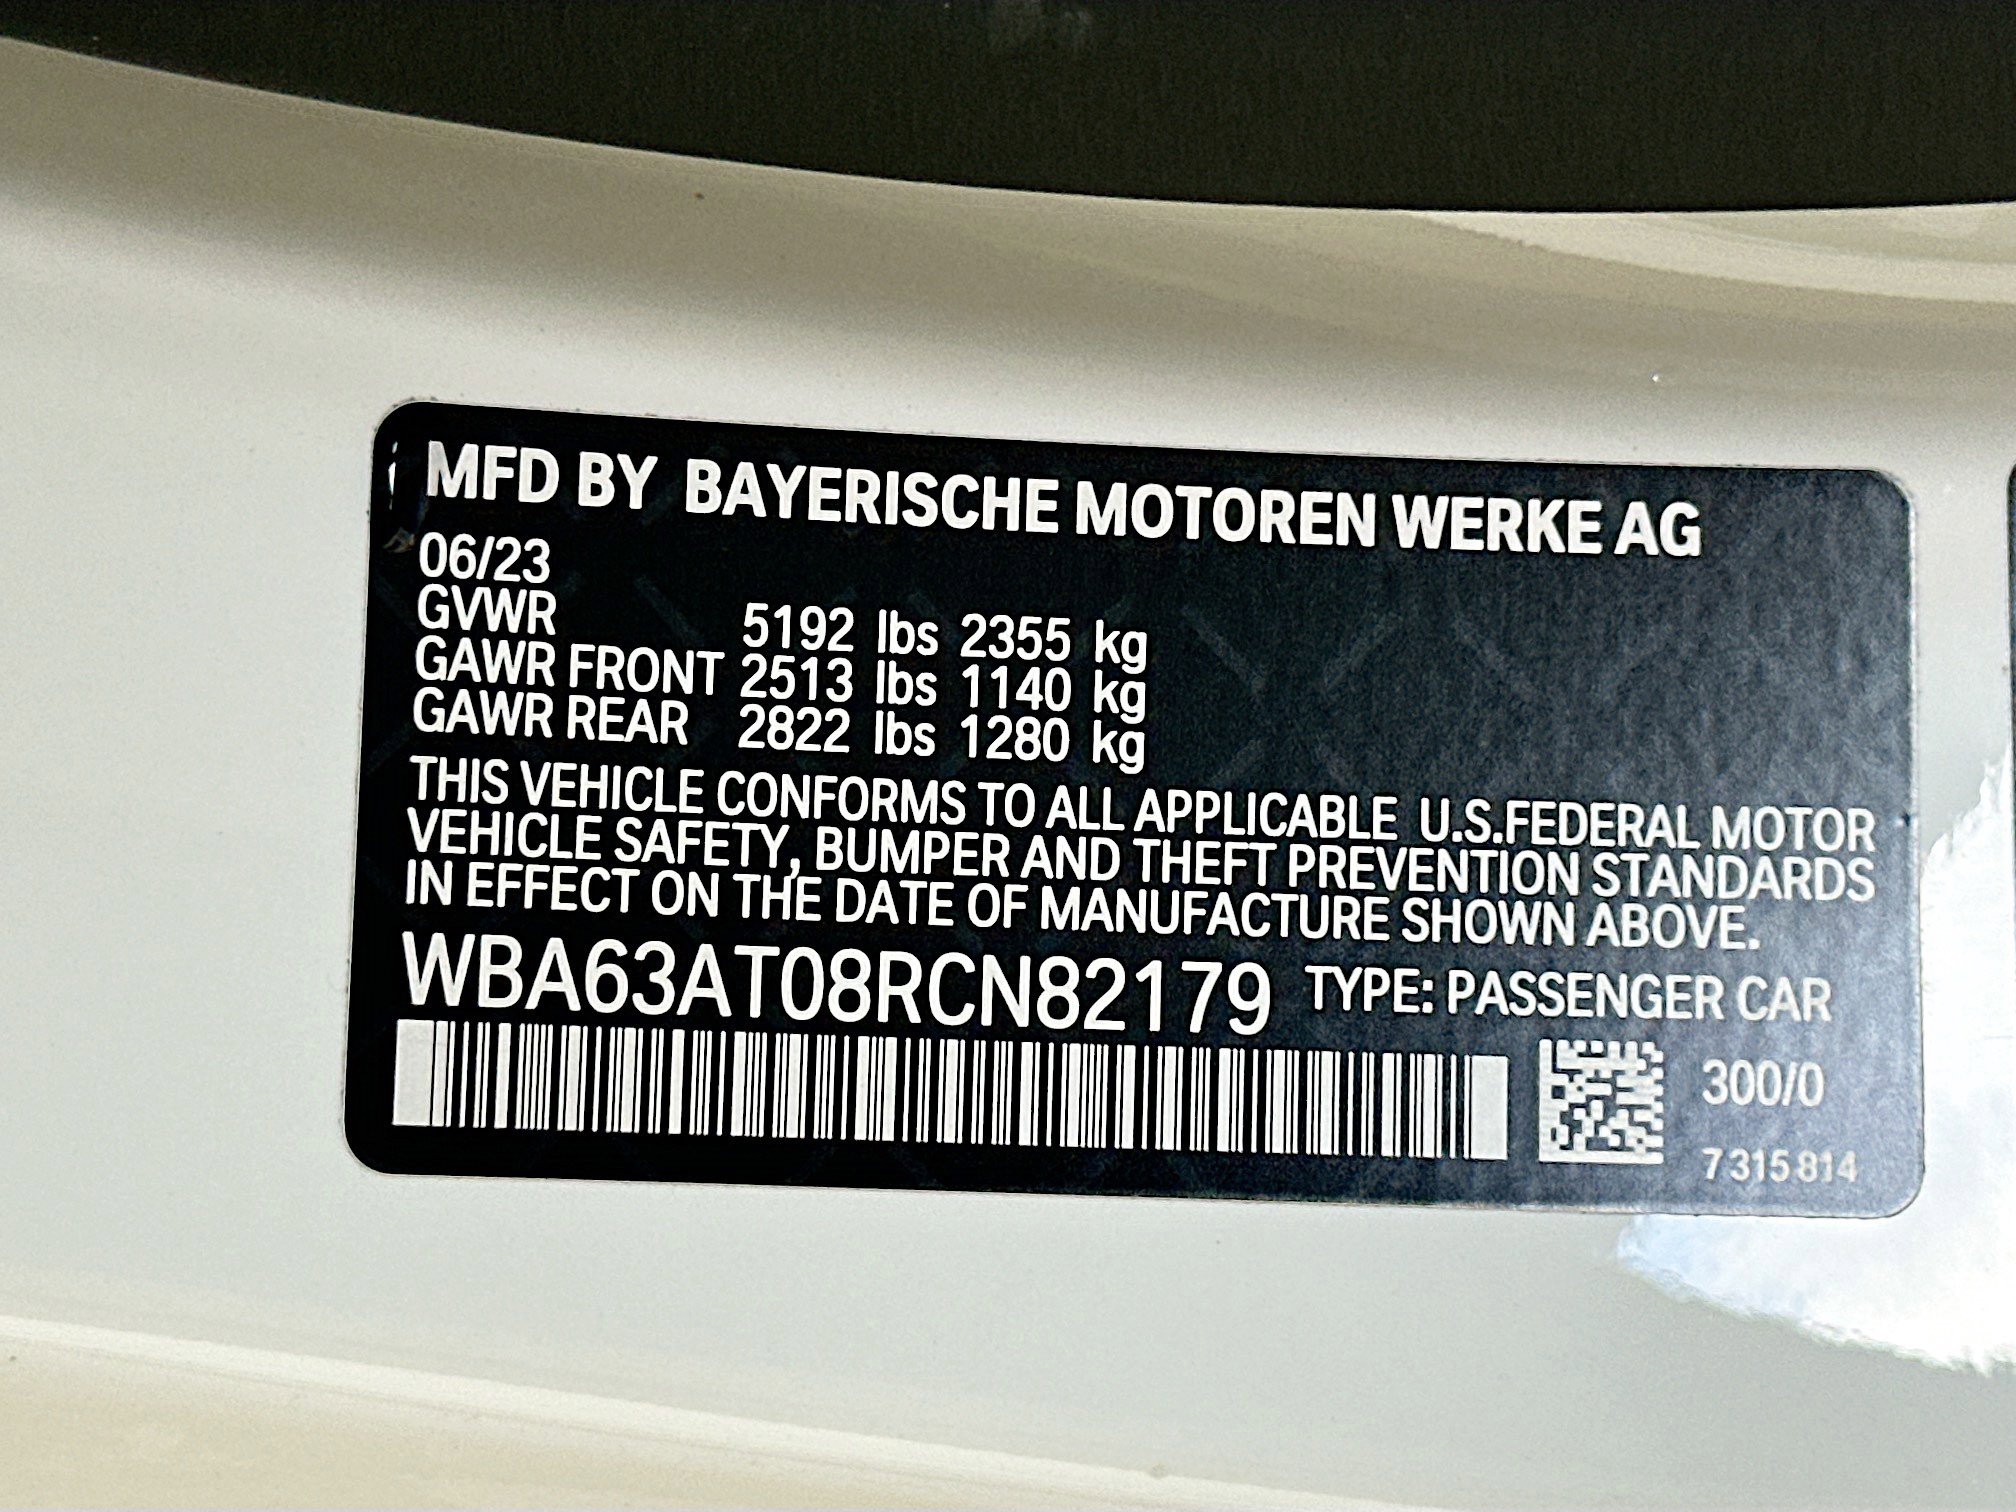 MFD BY BAYERISCHE MOTOREN WERKE AG
06/23
GVWR 5192 lbs 2355 kg
GAWR FRONT 2513 lbs 1140 kg
GAWR REAR 2822 lbs 1280 kg
THIS VEHICLE CONFORMS TO ALL APPLICABLE U.S.FEDERAL MOTOR
VEHICLE SAFETY, BUMPER AND THEFT PREVENTION STANDARDS
IN EFFECT ON THE DATE OF MANUFACTURE SHOWN ABOVE.
WBA63AT08RCN82179 TYPE: PASSENGER CAR
300/0
7 315 814